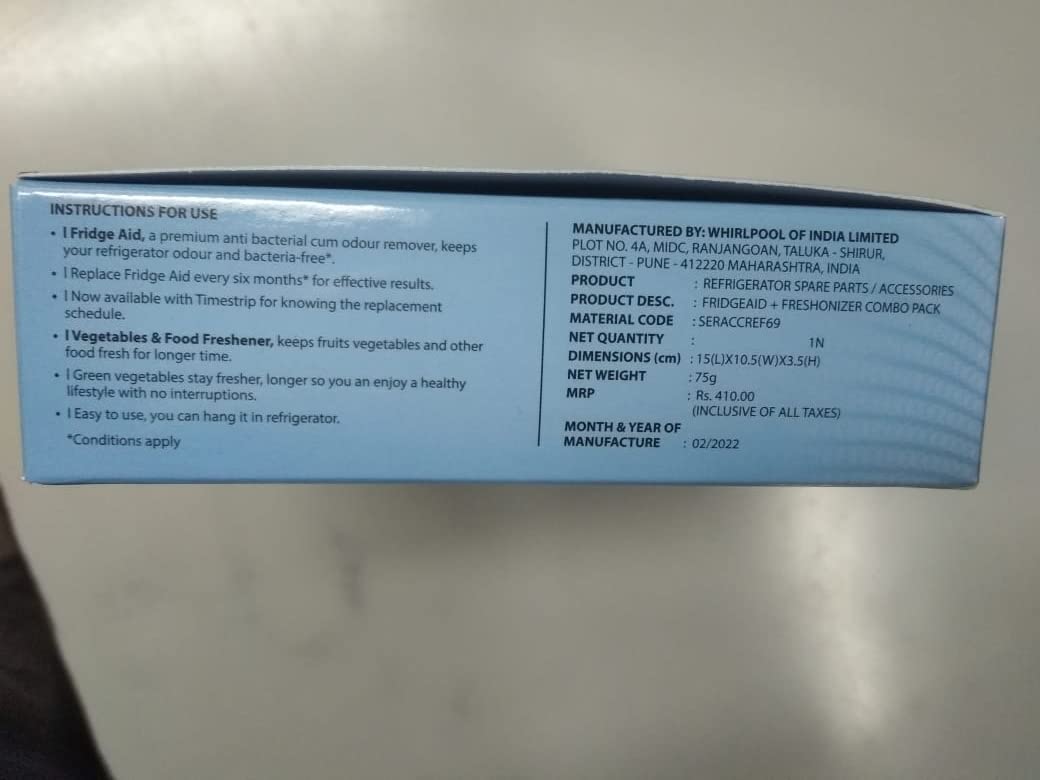 INSTRUCTIONS FOR USE
• I Fridge Aid, a premium anti bacterial cum odour remover, keeps
your refrigerator odour and bacteria-free*.
• I Replace Fridge Aid every six months* for effective results.
• I Now available with Timestrip for knowing the replacement
schedule.
• I Vegetables & Food Freshener, keeps fruits vegetables and other
food fresh for longer time.
• I Green vegetables stay fresher, longer so you an enjoy a healthy
lifestyle with no interruptions.
• I Easy to use, you can hang it in refrigerator.
*Conditions apply
MANUFACTURED BY: WHIRLPOOL OF INDIA LIMITED
PLOT NO. 4A, MIDC, RANJANGOAN, TALUKA - SHIRUR,
DISTRICT - PUNE - 412220 MAHARASHTRA, INDIA
PRODUCT : REFRIGERATOR SPARE PARTS / ACCESSORIES
PRODUCT DESC. : FRIDGEAID + FRESHONIZER COMBO PACK
MATERIAL CODE : SERACCREF69
NET QUANTITY : 1N
DIMENSIONS (cm) : 15(L)X10.5(W)X3.5(H)
NET WEIGHT : 75g
MRP : Rs. 410.00
(INCLUSIVE OF ALL TAXES)
MONTH & YEAR OF
MANUFACTURE : 02/2022